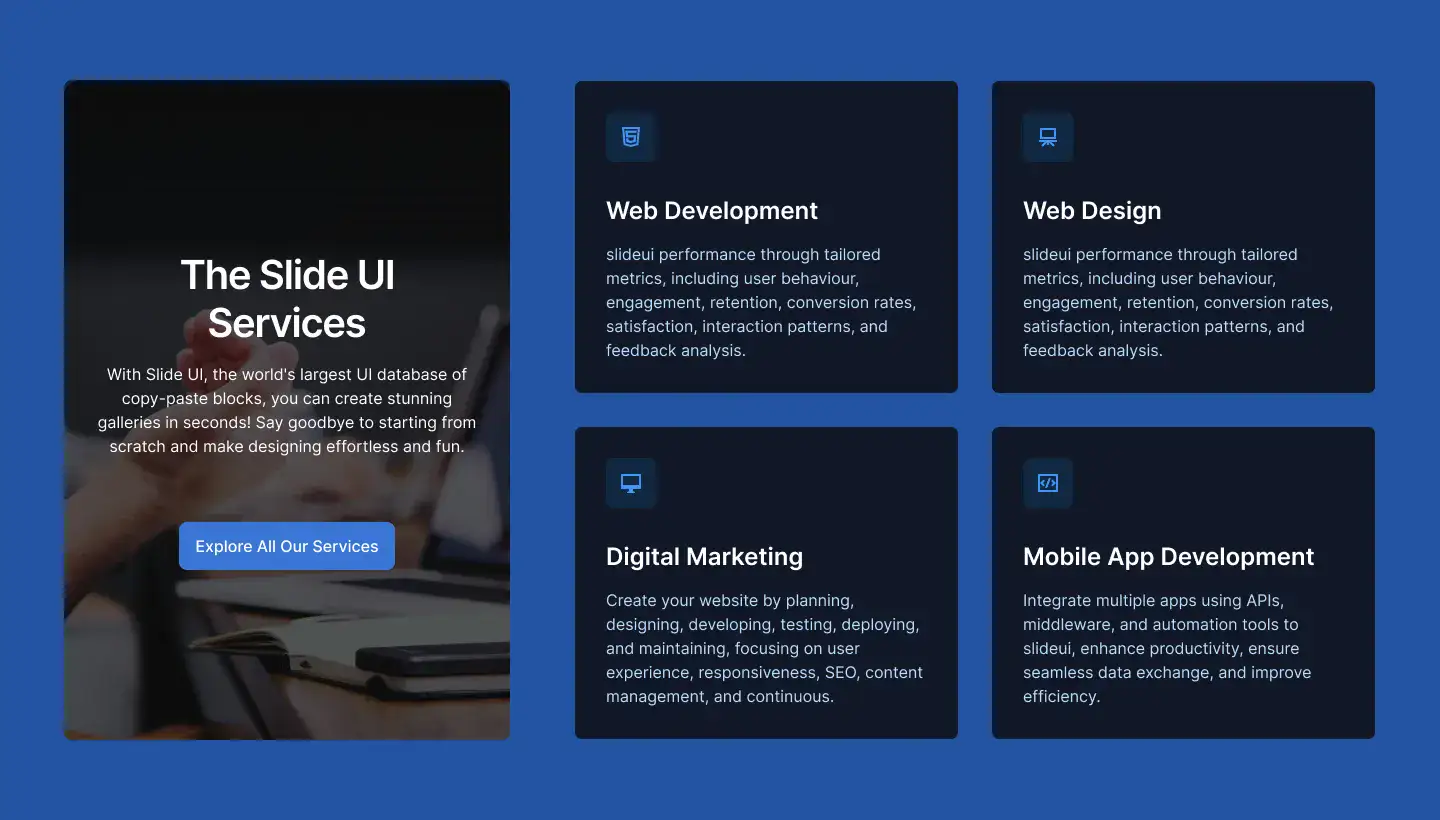 The Slide UI
Services
With Slide UI, the world's largest UI database of
copy-paste blocks, you can create stunning
galleries in seconds! Say goodbye to starting from
scratch and make designing effortless and fun.
Explore All Our Services
Web Development
slideui performance through tailored
metrics, including user behaviour,
engagement, retention, conversion rates,
satisfaction, interaction patterns, and
feedback analysis.
Web Design
slideui performance through tailored
metrics, including user behaviour,
engagement, retention, conversion rates,
satisfaction, interaction patterns, and
feedback analysis.
Digital Marketing
Create your website by planning,
designing, developing, testing, deploying,
and maintaining, focusing on user
experience, responsiveness, SEO, content
management, and continuous.
Mobile App Development
Integrate multiple apps using APIs,
middleware, and automation tools to
slideui, enhance productivity, ensure
seamless data exchange, and improve
efficiency.